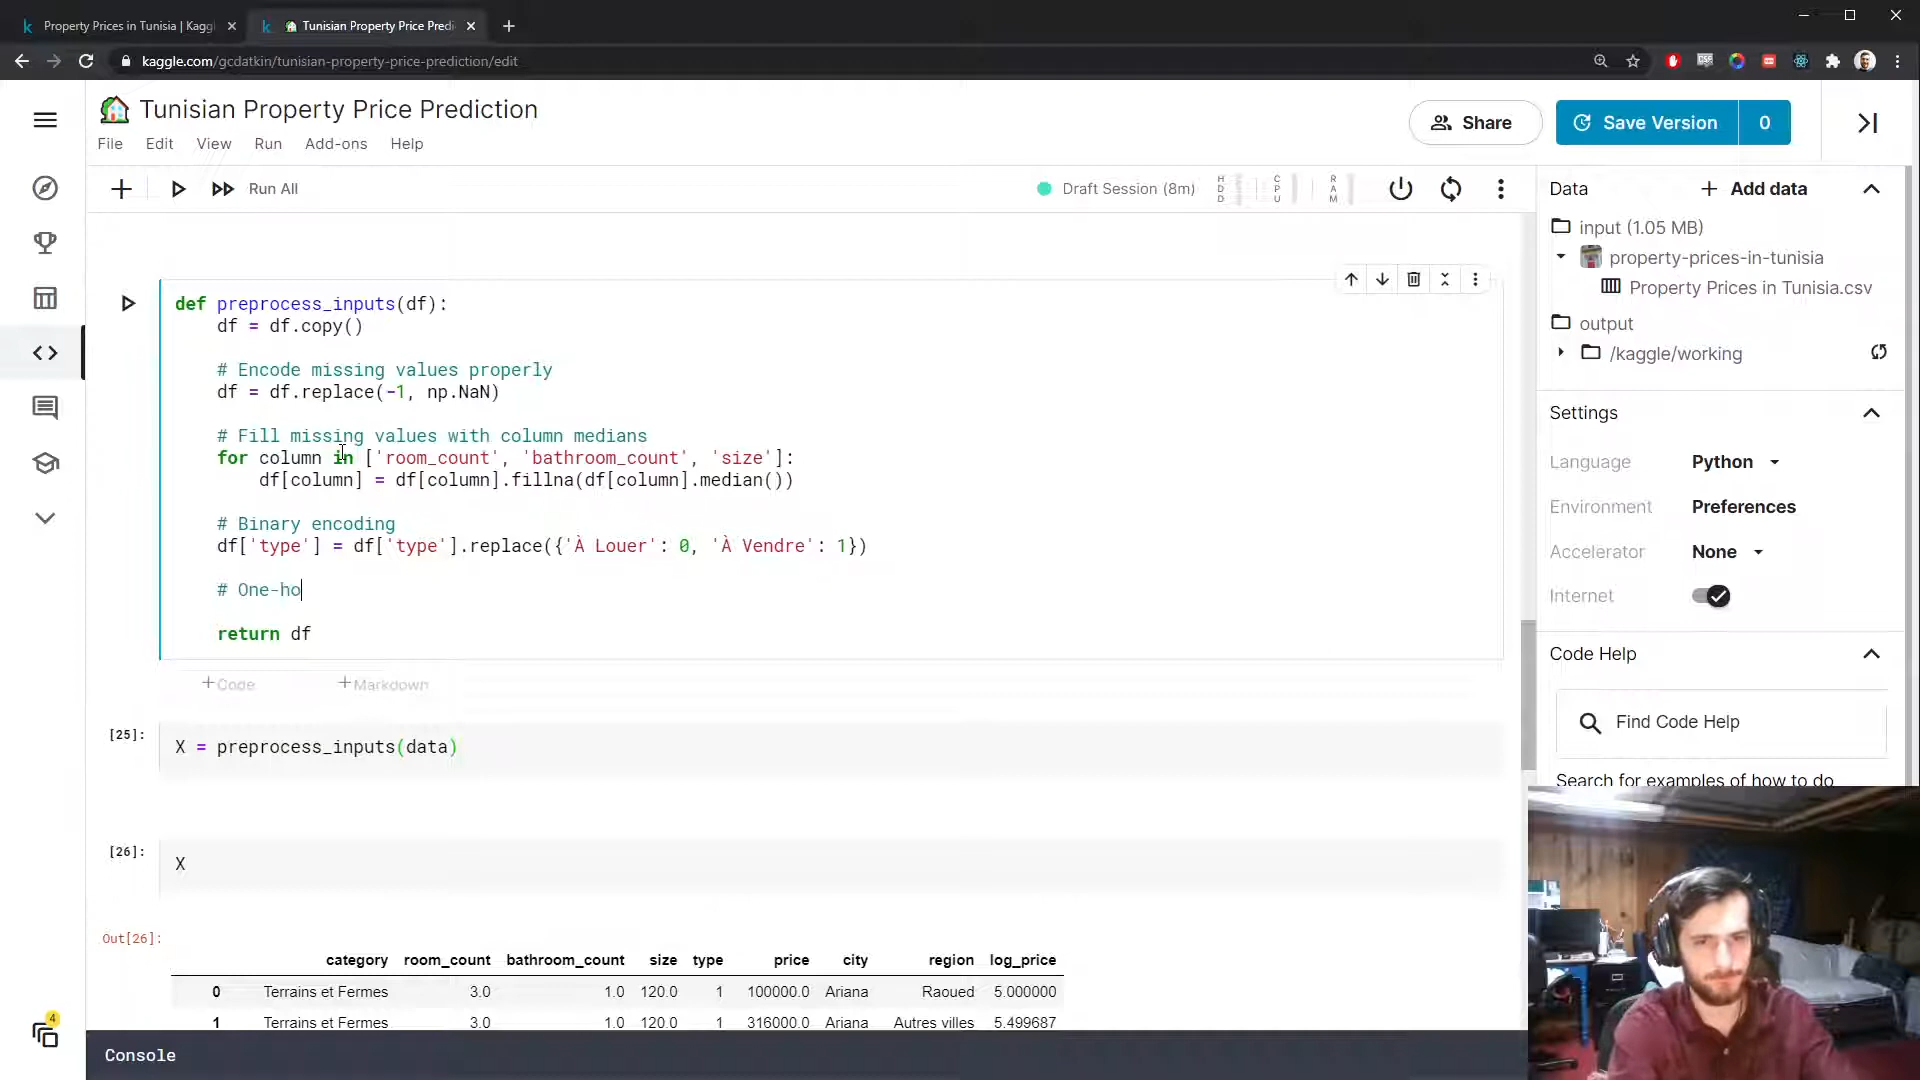 Property Prices in Tunisia | Kaggl
Tunisian Property Price Predi
kaggle.com/gcdatkin/tunisian-property-price-prediction/edit
Tunisian Property Price Prediction
File Edit View Run Add-ons Help
Share
Save Version 0
Run All
Draft Session (8m)
HDD CPU RAM
def preprocess_inputs(df):
df = df.copy()
# Encode missing values properly
df = df.replace(-1, np.NaN)
# Fill missing values with column medians
for column in ['room_count', 'bathroom_count', 'size']:
df[column] = df[column].fillna(df[column].median())
# Binary encoding
df['type'] = df['type'].replace({'À Louer': 0, 'À Vendre': 1})
# One-ho
return df
+ Code + Markdown
[25]:
X = preprocess_inputs(data)
[26]:
X
Out[26]:
category room_count bathroom_count size type price city region log_price
0 Terrains et Fermes 3.0 1.0 120.0 1 100000.0 Ariana Raoued 5.000000
1 Terrains et Fermes 3.0 1.0 120.0 1 316000.0 Ariana Autres villes 5.499687
Console
4
Data
+ Add data
input (1.05 MB)
property-prices-in-tunisia
Property Prices in Tunisia.csv
output
/kaggle/working
Settings
Language Python
Environment Preferences
Accelerator None
Internet
Code Help
Find Code Help
Search for examples of how to do